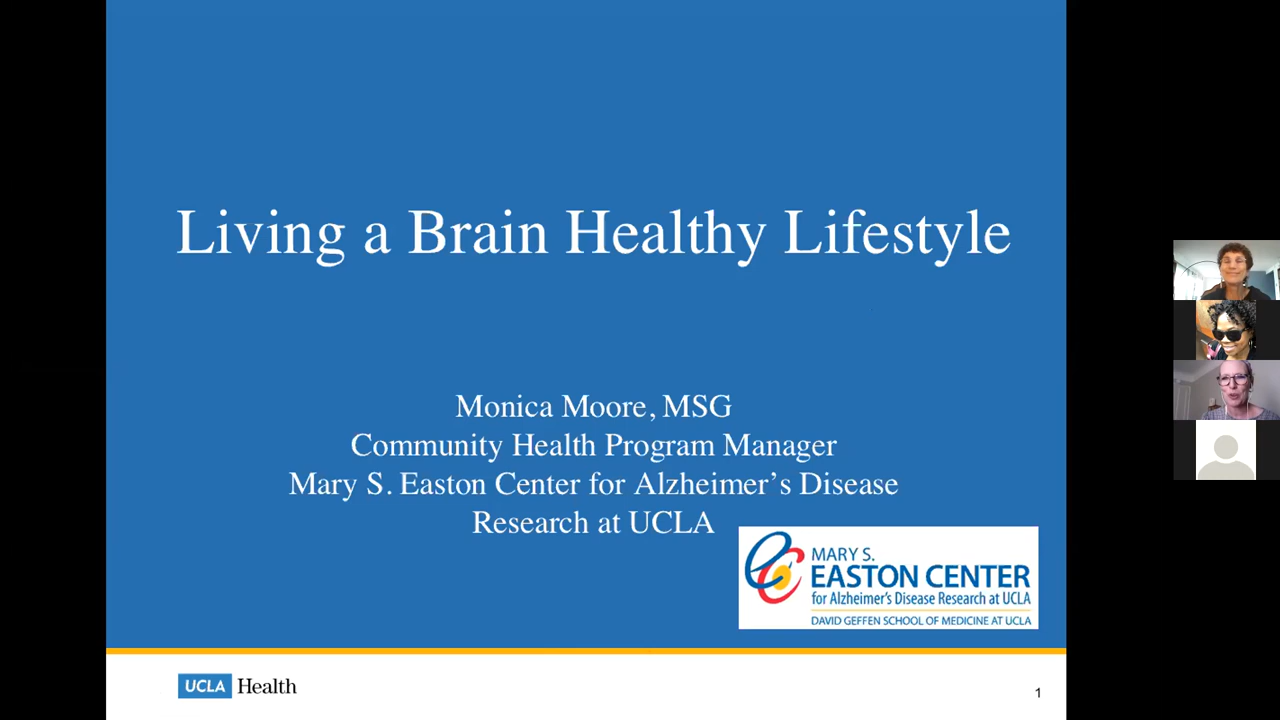 Living a Brain Healthy Lifestyle
Monica Moore, MSG
Community Health Program Manager
Mary S. Easton Center for Alzheimer’s Disease
Research at UCLA
MARY S.
EASTON CENTER
for Alzheimer's Disease Research at UCLA
DAVID GEFFEN SCHOOL OF MEDICINE AT UCLA
UCLA Health
1